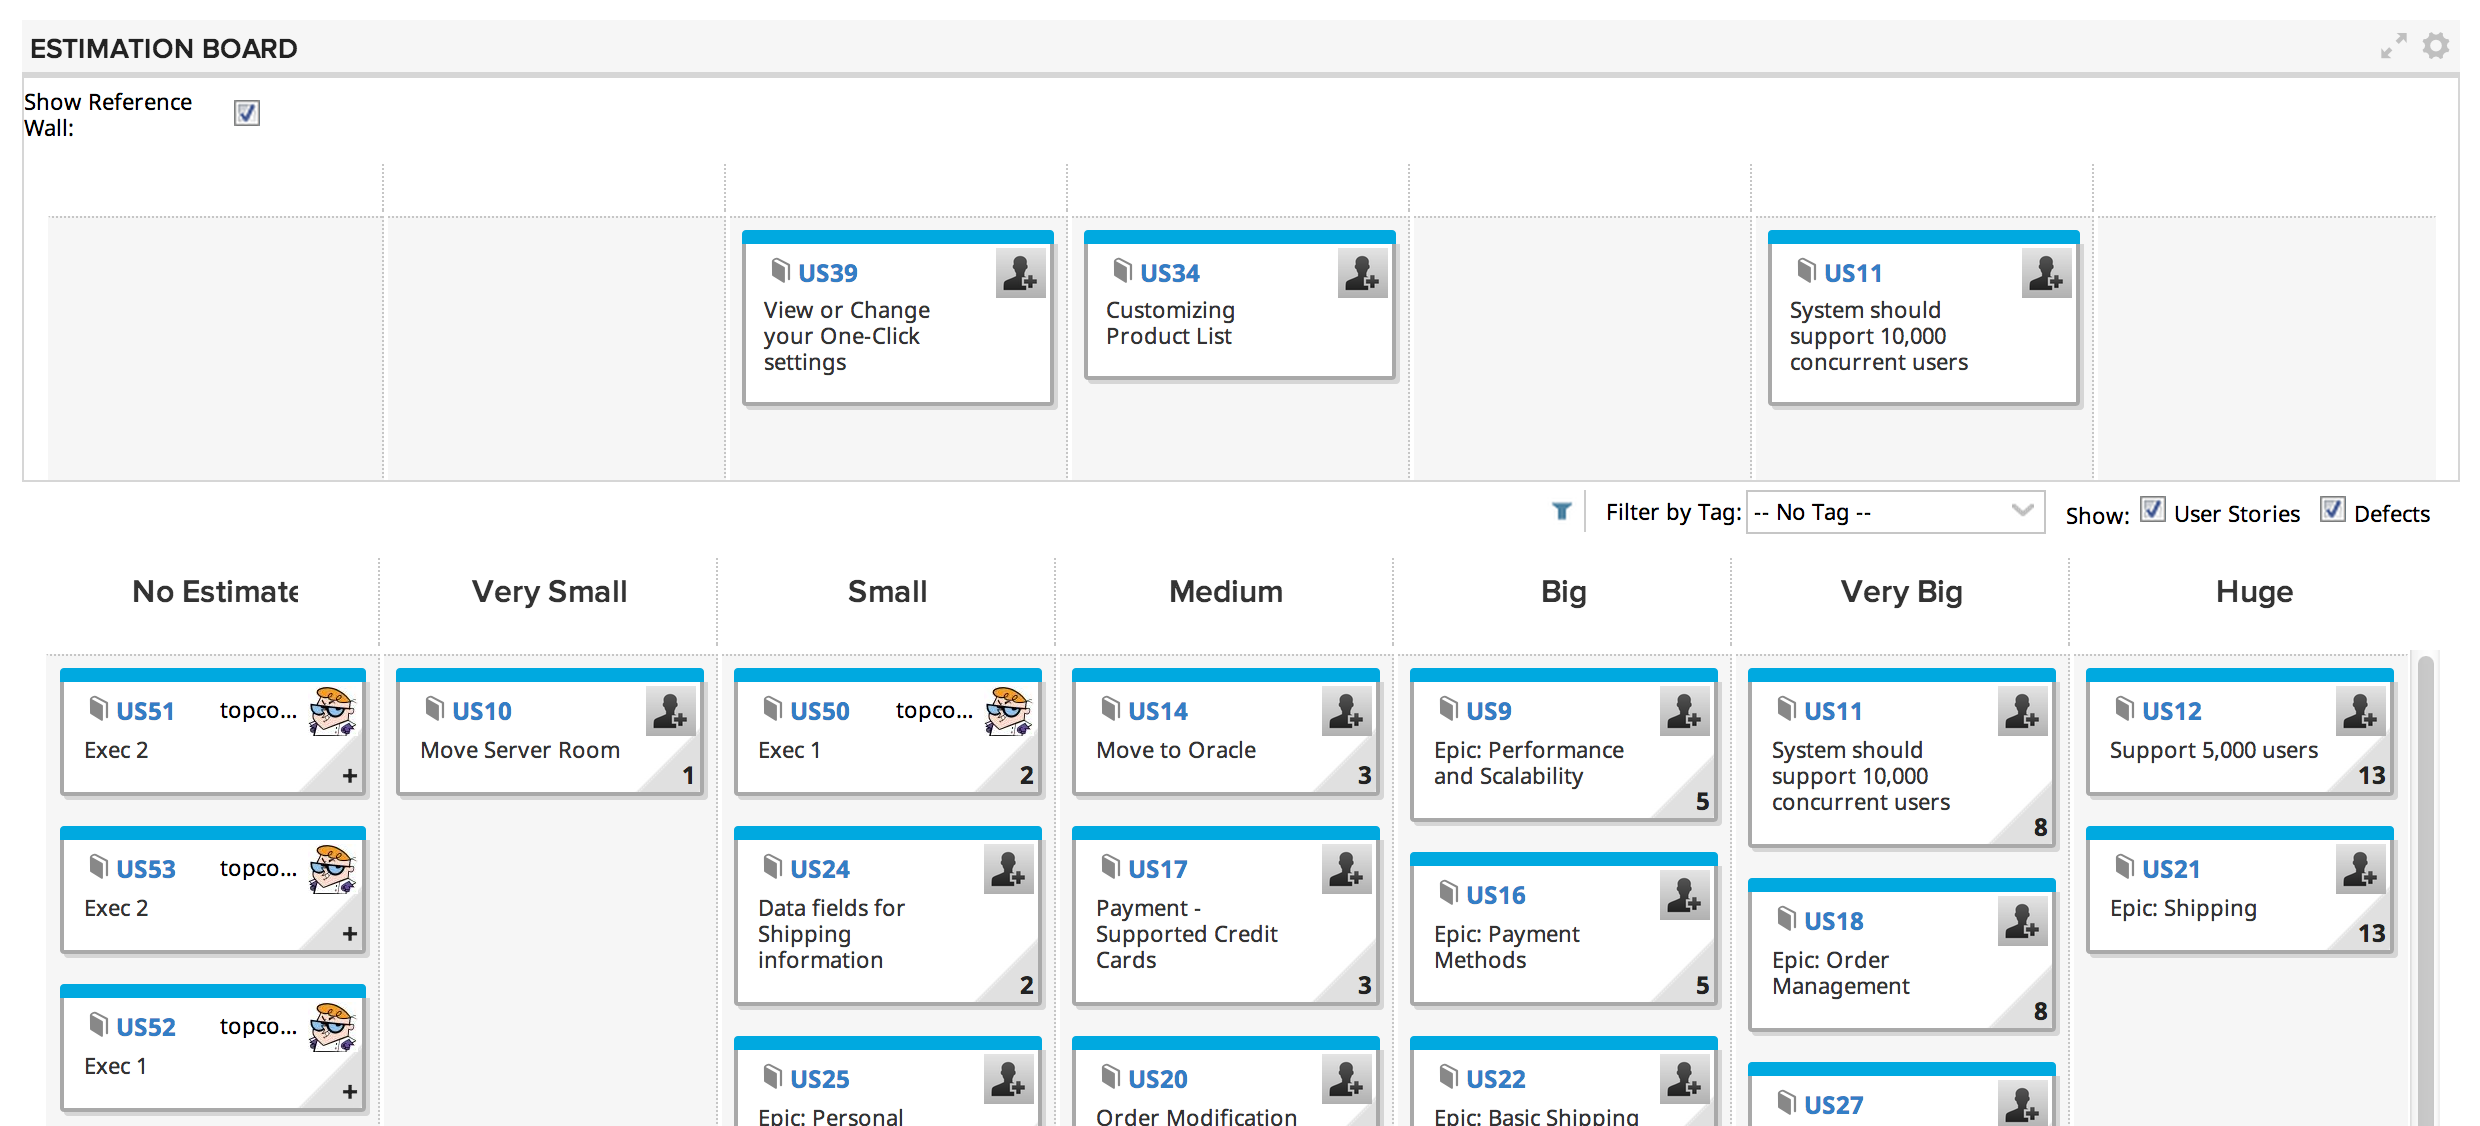 ESTIMATION BOARD
Show Reference
Wall:
US39
View or Change
your One-Click
settings
US34
Customizing
Product List
US11
System should
support 10,000
concurrent users
Filter by Tag: -- No Tag -- Show: User Stories Defects
No Estimate Very Small Small Medium Big Very Big Huge
US51 topco...
Exec 2
+
US53 topco...
Exec 2
+
US52 topco...
Exec 1
+
US10
Move Server Room
1
US50 topco...
Exec 1
2
US24
Data fields for
Shipping
information
2
US25
Epic: Personal
US14
Move to Oracle
3
US17
Payment -
Supported Credit
Cards
3
US20
Order Modification
US9
Epic: Performance
and Scalability
5
US16
Epic: Payment
Methods
5
US22
Epic: Basic Shipping
US11
System should
support 10,000
concurrent users
8
US18
Epic: Order
Management
8
US27
US12
Support 5,000 users
13
US21
Epic: Shipping
13